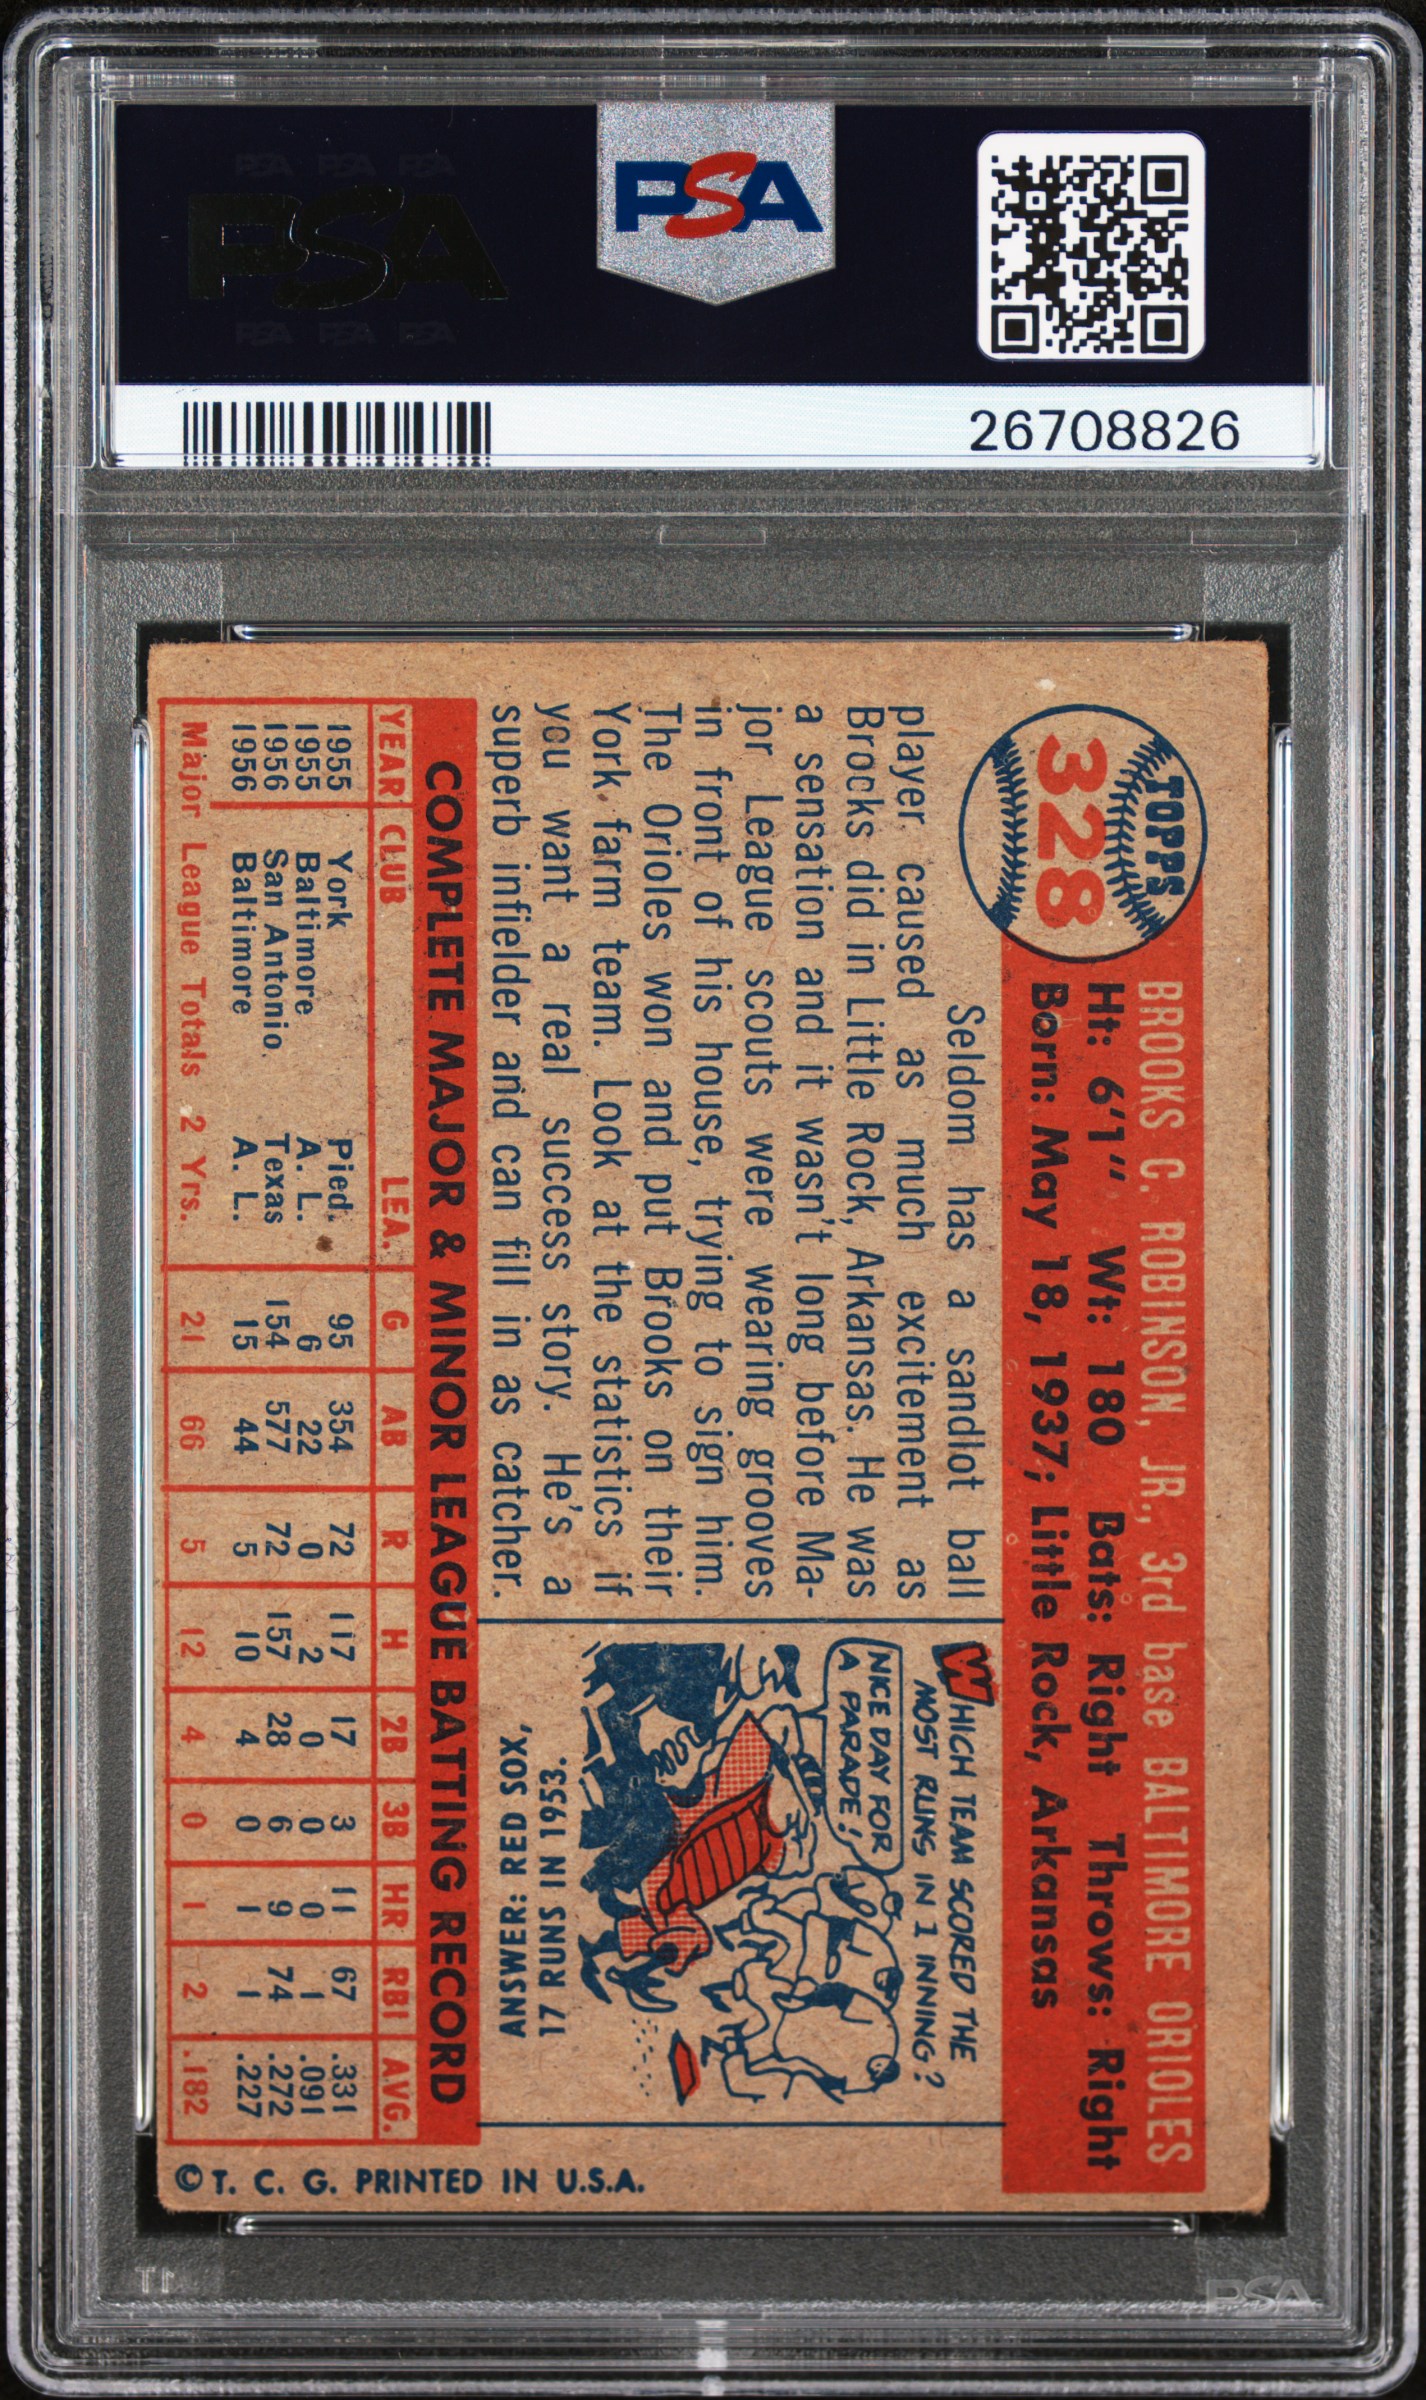 PSA PSA PSA
PSA
PSA PSA PSA
PSA
26708826
TOPPS
328
BROOKS C. ROBINSON, JR., 3rd base BALTIMORE ORIOLES
Ht: 6'1" Wt: 180 Bats: Right Throws: Right
Born: May 18, 1937; Little Rock, Arkansas
Seldom has a sandlot ball
player caused as much excitement as
Brooks did in Little Rock, Arkansas. He was
a sensation and it wasn't long before Ma-
jor League scouts were wearing grooves
in front of his house, trying to sign him.
The Orioles won and put Brooks on their
York farm team. Look at the statistics if
you want a real success story. He's a
superb infielder and can fill in as catcher.
WHICH TEAM SCORED THE
MOST RUNS IN 1 INNING?
NICE DAY FOR
A PARADE!
ANSWER: RED SOX,
17 RUNS IN 1953.
COMPLETE MAJOR & MINOR LEAGUE BATTING RECORD
YEAR CLUB LEA. G AB R H 2B 3B HR RBI AVG.
1955 York Pied. 95 354 72 117 17 3 11 67 .331
1955 Baltimore A. L. 6 22 0 2 0 0 0 1 .091
1956 San Antonio Texas 154 577 72 157 28 6 9 74 .272
1956 Baltimore A. L. 15 44 5 10 4 0 1 1 .227
Major League Totals 2 Yrs. 21 66 5 12 4 0 1 2 .182
© T. C. G. PRINTED IN U.S.A.
PSA